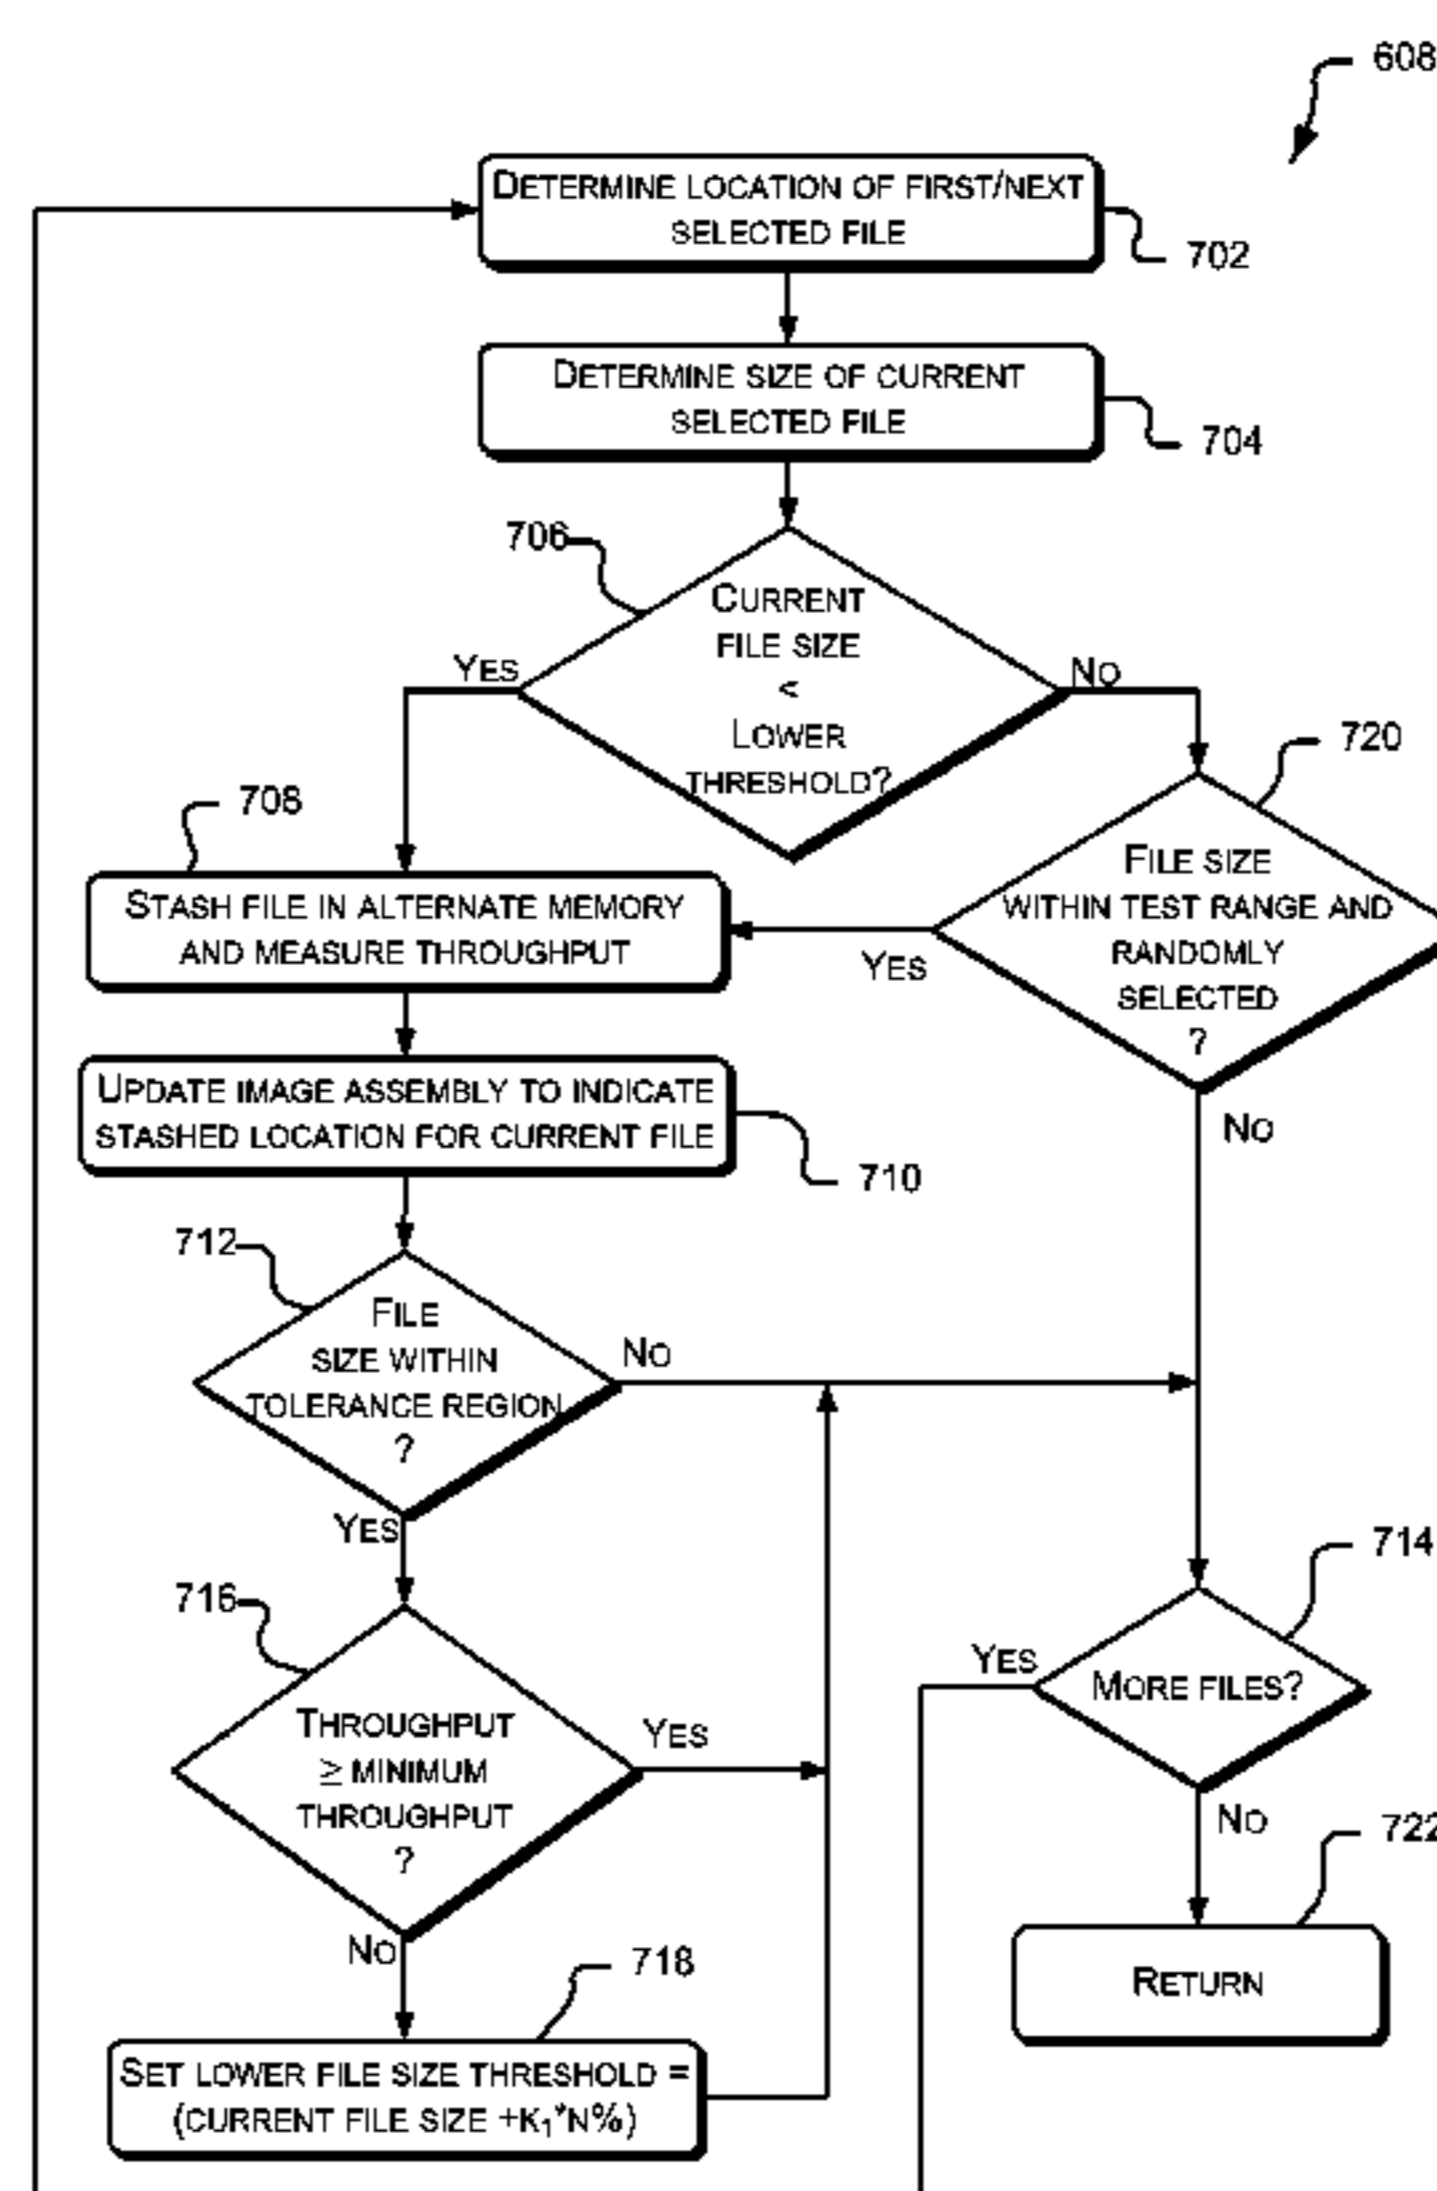 608
DETERMINE LOCATION OF FIRST/NEXT
SELECTED FILE
702
DETERMINE SIZE OF CURRENT
SELECTED FILE
704
706
CURRENT
FILE SIZE
<
LOWER
THRESHOLD?
YES
NO
720
708
STASH FILE IN ALTERNATE MEMORY
AND MEASURE THROUGHPUT
FILE SIZE
WITHIN TEST RANGE AND
RANDOMLY
SELECTED
?
YES
NO
UPDATE IMAGE ASSEMBLY TO INDICATE
STASHED LOCATION FOR CURRENT FILE
710
712
FILE
SIZE WITHIN
TOLERANCE REGION
?
NO
YES
714
MORE FILES?
YES
NO
716
THROUGHPUT
≥ MINIMUM
THROUGHPUT
?
YES
NO
722
RETURN
718
SET LOWER FILE SIZE THRESHOLD =
(CURRENT FILE SIZE +K₁*N%)